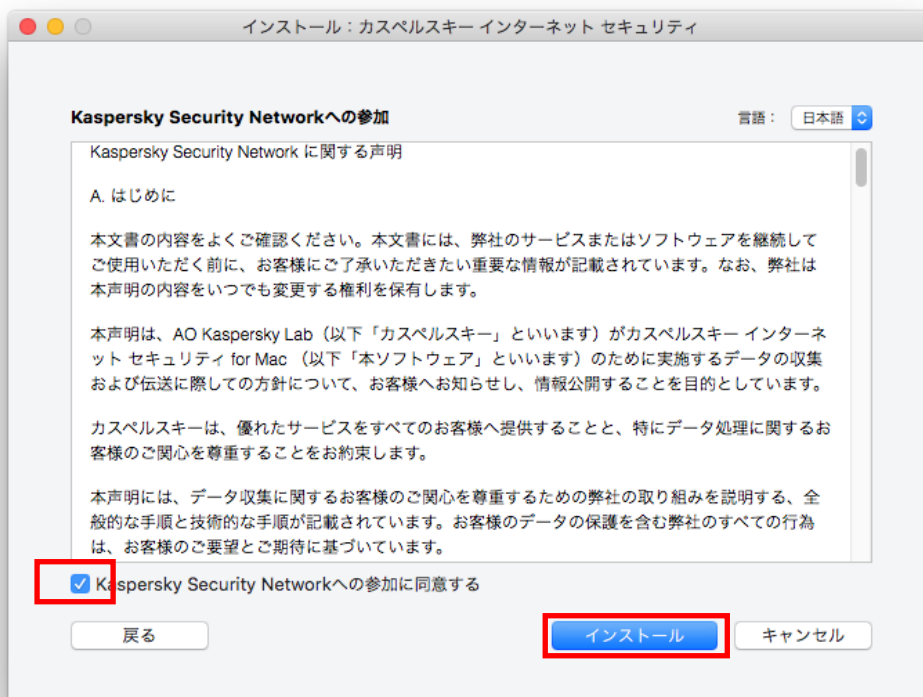 インストール：カスペルスキー インターネット セキュリティ
Kaspersky Security Networkへの参加
言語： 日本語
Kaspersky Security Network に関する声明
A. はじめに
本文書の内容をよくご確認ください。本文書には、弊社のサービスまたはソフトウェアを継続して
ご使用いただく前に、お客様にご了承いただきたい重要な情報が記載されています。なお、弊社は
本声明の内容をいつでも変更する権利を保有します。
本声明は、AO Kaspersky Lab（以下「カスペルスキー」といいます）がカスペルスキー インターネ
ット セキュリティ for Mac （以下「本ソフトウェア」といいます）のために実施するデータの収集
および伝送に際しての方針について、お客様へお知らせし、情報公開することを目的としています。
カスペルスキーは、優れたサービスをすべてのお客様へ提供することと、特にデータ処理に関するお
客様のご関心を尊重することをお約束します。
本声明には、データ収集に関するお客様のご関心を尊重するための弊社の取り組みを説明する、全
般的な手順と技術的な手順が記載されています。お客様のデータの保護を含む弊社のすべての行為
は、お客様のご要望とご期待に基づいています。
Kaspersky Security Networkへの参加に同意する
戻る
インストール
キャンセル